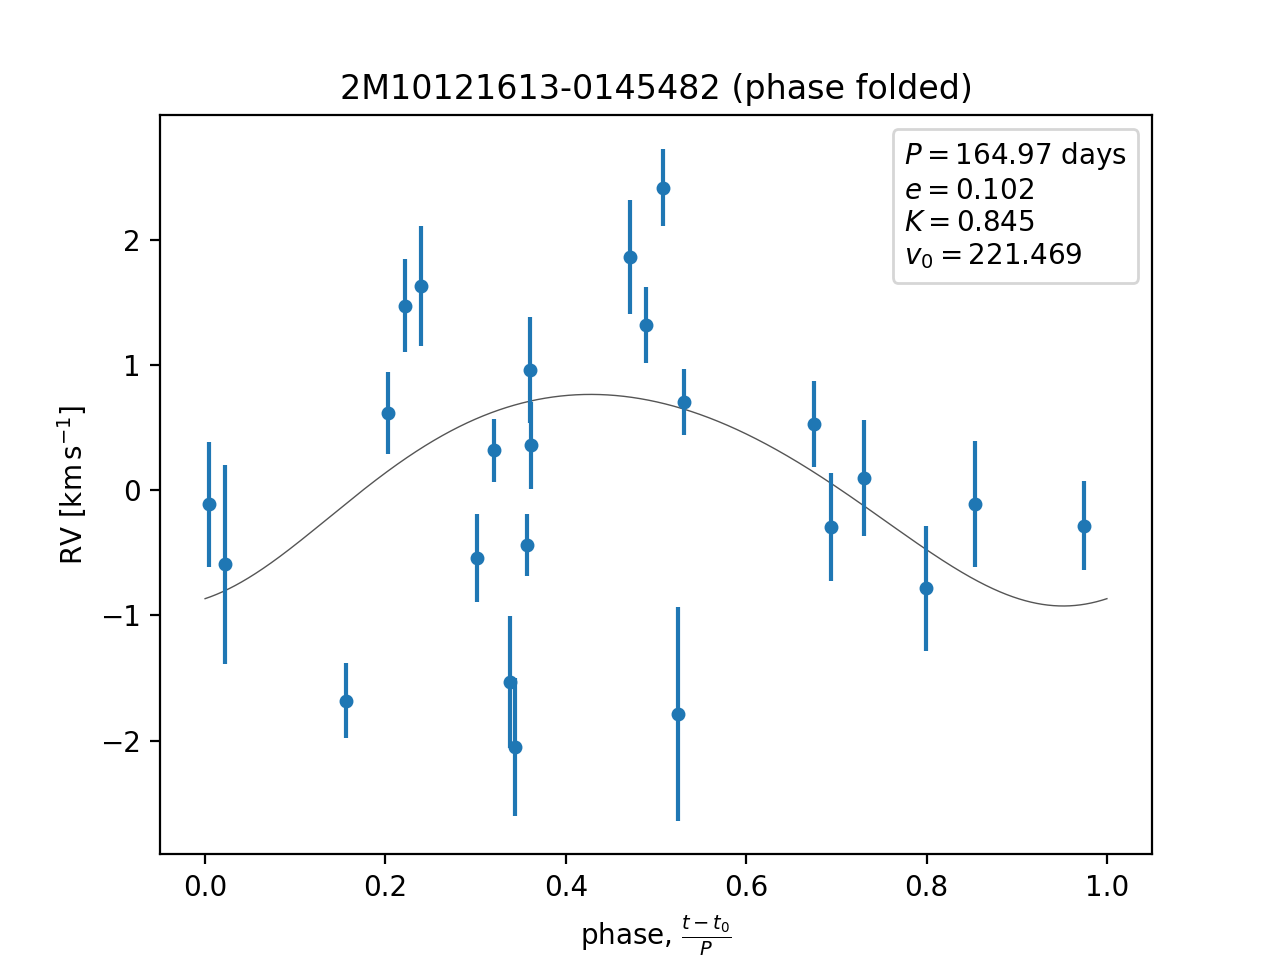 2M10121613-0145482 (phase folded)
P = 164.97 days
e = 0.102
K = 0.845
v₀ = 221.469
RV [km s⁻¹]
2
1
0
−1
−2
0.0 0.2 0.4 0.6 0.8 1.0
phase, (t − t₀)/P